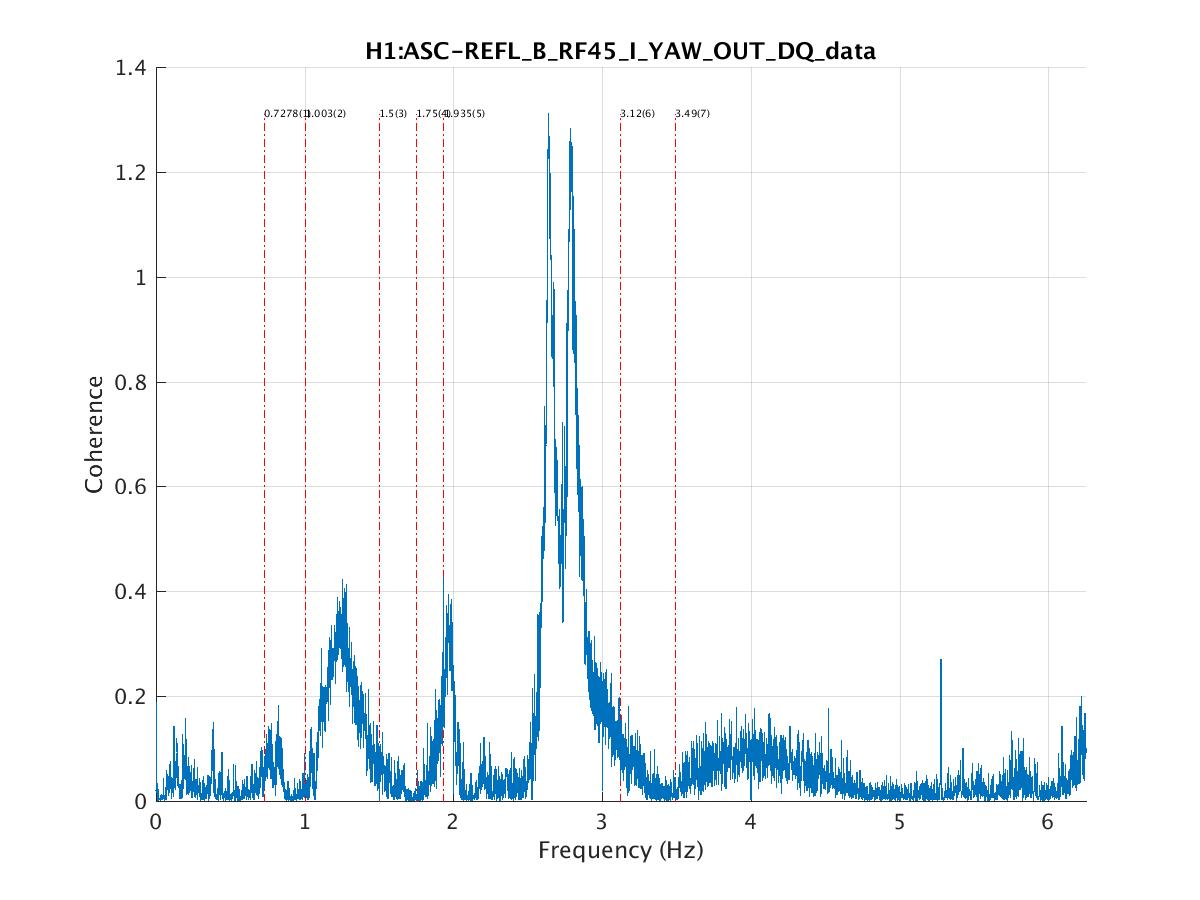 H1:ASC-REFL_B_RF45_I_YAW_OUT_DQ_data
1.4
0.7278(1) 1.003(2) 1.5(3) 1.75(4) 1.935(5) 3.12(6) 3.49(7)
1.2
1
0.8
0.6
0.4
0.2
0
Coherence
0 1 2 3 4 5 6
Frequency (Hz)